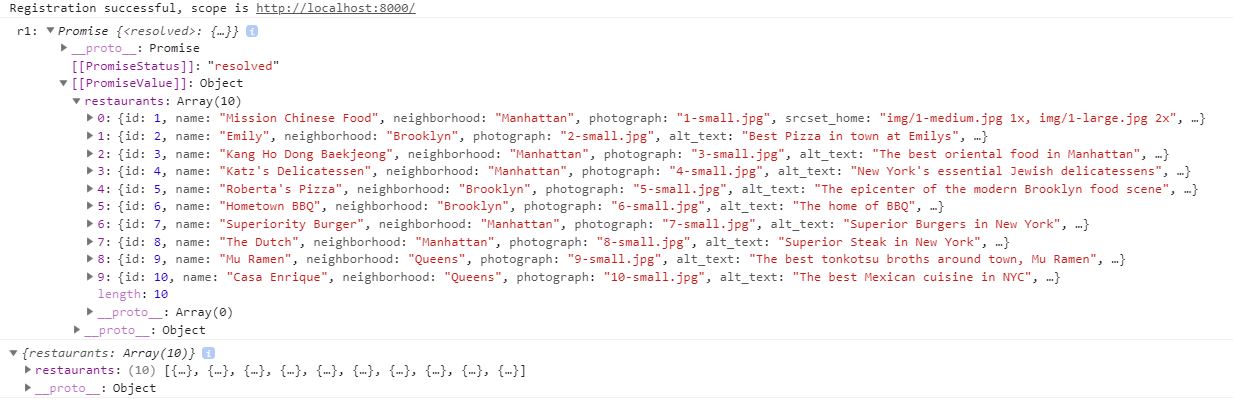 Registration successful, scope is http://localhost:8000/
r1: ▼Promise {<resolved>: {…}} i
▶__proto__: Promise
[[PromiseStatus]]: "resolved"
▼[[PromiseValue]]: Object
▼restaurants: Array(10)
▶0: {id: 1, name: "Mission Chinese Food", neighborhood: "Manhattan", photograph: "1-small.jpg", srcset_home: "img/1-medium.jpg 1x, img/1-large.jpg 2x", …}
▶1: {id: 2, name: "Emily", neighborhood: "Brooklyn", photograph: "2-small.jpg", alt_text: "Best Pizza in town at Emilys", …}
▶2: {id: 3, name: "Kang Ho Dong Baekjeong", neighborhood: "Manhattan", photograph: "3-small.jpg", alt_text: "The best oriental food in Manhattan", …}
▶3: {id: 4, name: "Katz's Delicatessen", neighborhood: "Manhattan", photograph: "4-small.jpg", alt_text: "New York's essential Jewish delicatessens", …}
▶4: {id: 5, name: "Roberta's Pizza", neighborhood: "Brooklyn", photograph: "5-small.jpg", alt_text: "The epicenter of the modern Brooklyn food scene", …}
▶5: {id: 6, name: "Hometown BBQ", neighborhood: "Brooklyn", photograph: "6-small.jpg", alt_text: "The home of BBQ", …}
▶6: {id: 7, name: "Superiority Burger", neighborhood: "Manhattan", photograph: "7-small.jpg", alt_text: "Superior Burgers in New York", …}
▶7: {id: 8, name: "The Dutch", neighborhood: "Manhattan", photograph: "8-small.jpg", alt_text: "Superior Steak in New York", …}
▶8: {id: 9, name: "Mu Ramen", neighborhood: "Queens", photograph: "9-small.jpg", alt_text: "The best tonkotsu broths around town, Mu Ramen", …}
▶9: {id: 10, name: "Casa Enrique", neighborhood: "Queens", photograph: "10-small.jpg", alt_text: "The best Mexican cuisine in NYC", …}
length: 10
▶__proto__: Array(0)
▶__proto__: Object
▼{restaurants: Array(10)} i
▶restaurants: (10) [{…}, {…}, {…}, {…}, {…}, {…}, {…}, {…}, {…}, {…}]
▶__proto__: Object